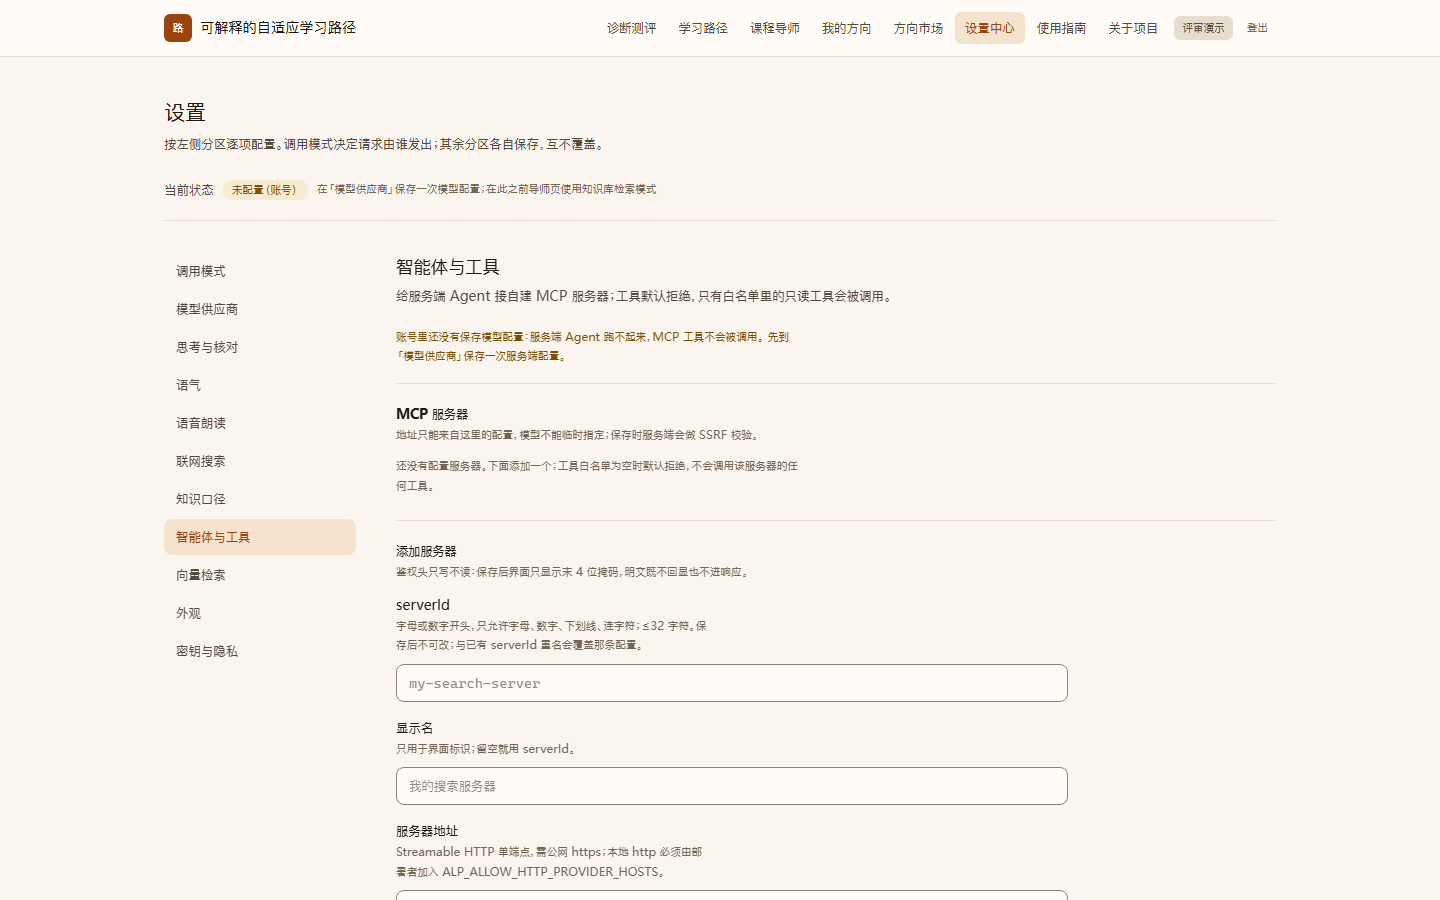 路 可解释的自适应学习路径 诊断测评 学习路径 课程导师 我的方向 方向市场 设置中心 使用指南 关于项目 评审演示 登出
设置
按左侧分区逐项配置。调用模式决定请求由谁发出；其余分区各自保存，互不覆盖。
当前状态 未配置（账号） 在「模型供应商」保存一次模型配置；在此之前导师页使用知识库检索模式
调用模式
模型供应商
思考与核对
语气
语音朗读
联网搜索
知识口径
智能体与工具
向量检索
外观
密钥与隐私
智能体与工具
给服务端 Agent 接自建 MCP 服务器；工具默认拒绝，只有白名单里的只读工具会被调用。
账号里还没有保存模型配置：服务端 Agent 跑不起来，MCP 工具不会被调用。先到
「模型供应商」保存一次服务端配置。
MCP 服务器
地址只能来自这里的配置，模型不能临时指定；保存时服务端会做 SSRF 校验。
还没有配置服务器。下面添加一个；工具白名单为空时默认拒绝，不会调用该服务器的任
何工具。
添加服务器
鉴权头只写不读：保存后界面只显示末 4 位掩码，明文既不回显也不进响应。
serverId
字母或数字开头，只允许字母、数字、下划线、连字符；≤32 字符。保
存后不可改；与已有 serverId 重名会覆盖那条配置。
my-search-server
显示名
只用于界面标识；留空就用 serverId。
我的搜索服务器
服务器地址
Streamable HTTP 单端点，需公网 https；本地 http 必须由部
署者加入 ALP_ALLOW_HTTP_PROVIDER_HOSTS。